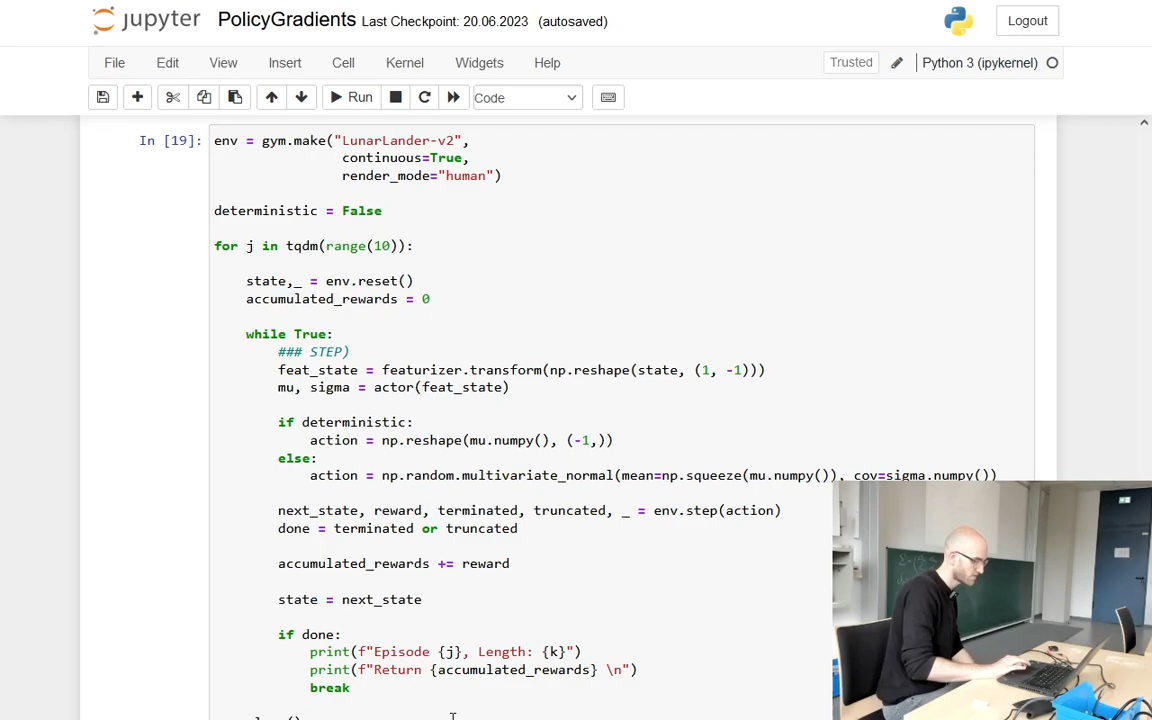 jupyter PolicyGradients Last Checkpoint: 20.06.2023 (autosaved)
Logout
File Edit View Insert Cell Kernel Widgets Help
Trusted
Python 3 (ipykernel)
Run
Code
In [19]:
env = gym.make("LunarLander-v2",
continuous=True,
render_mode="human")
deterministic = False
for j in tqdm(range(10)):
state,_ = env.reset()
accumulated_rewards = 0
while True:
### STEP)
feat_state = featurizer.transform(np.reshape(state, (1, -1)))
mu, sigma = actor(feat_state)
if deterministic:
action = np.reshape(mu.numpy(), (-1,))
else:
action = np.random.multivariate_normal(mean=np.squeeze(mu.numpy()), cov=sigma.numpy())
next_state, reward, terminated, truncated, _ = env.step(action)
done = terminated or truncated
accumulated_rewards += reward
state = next_state
if done:
print(f"Episode {j}, Length: {k}")
print(f"Return {accumulated_rewards} \n")
break